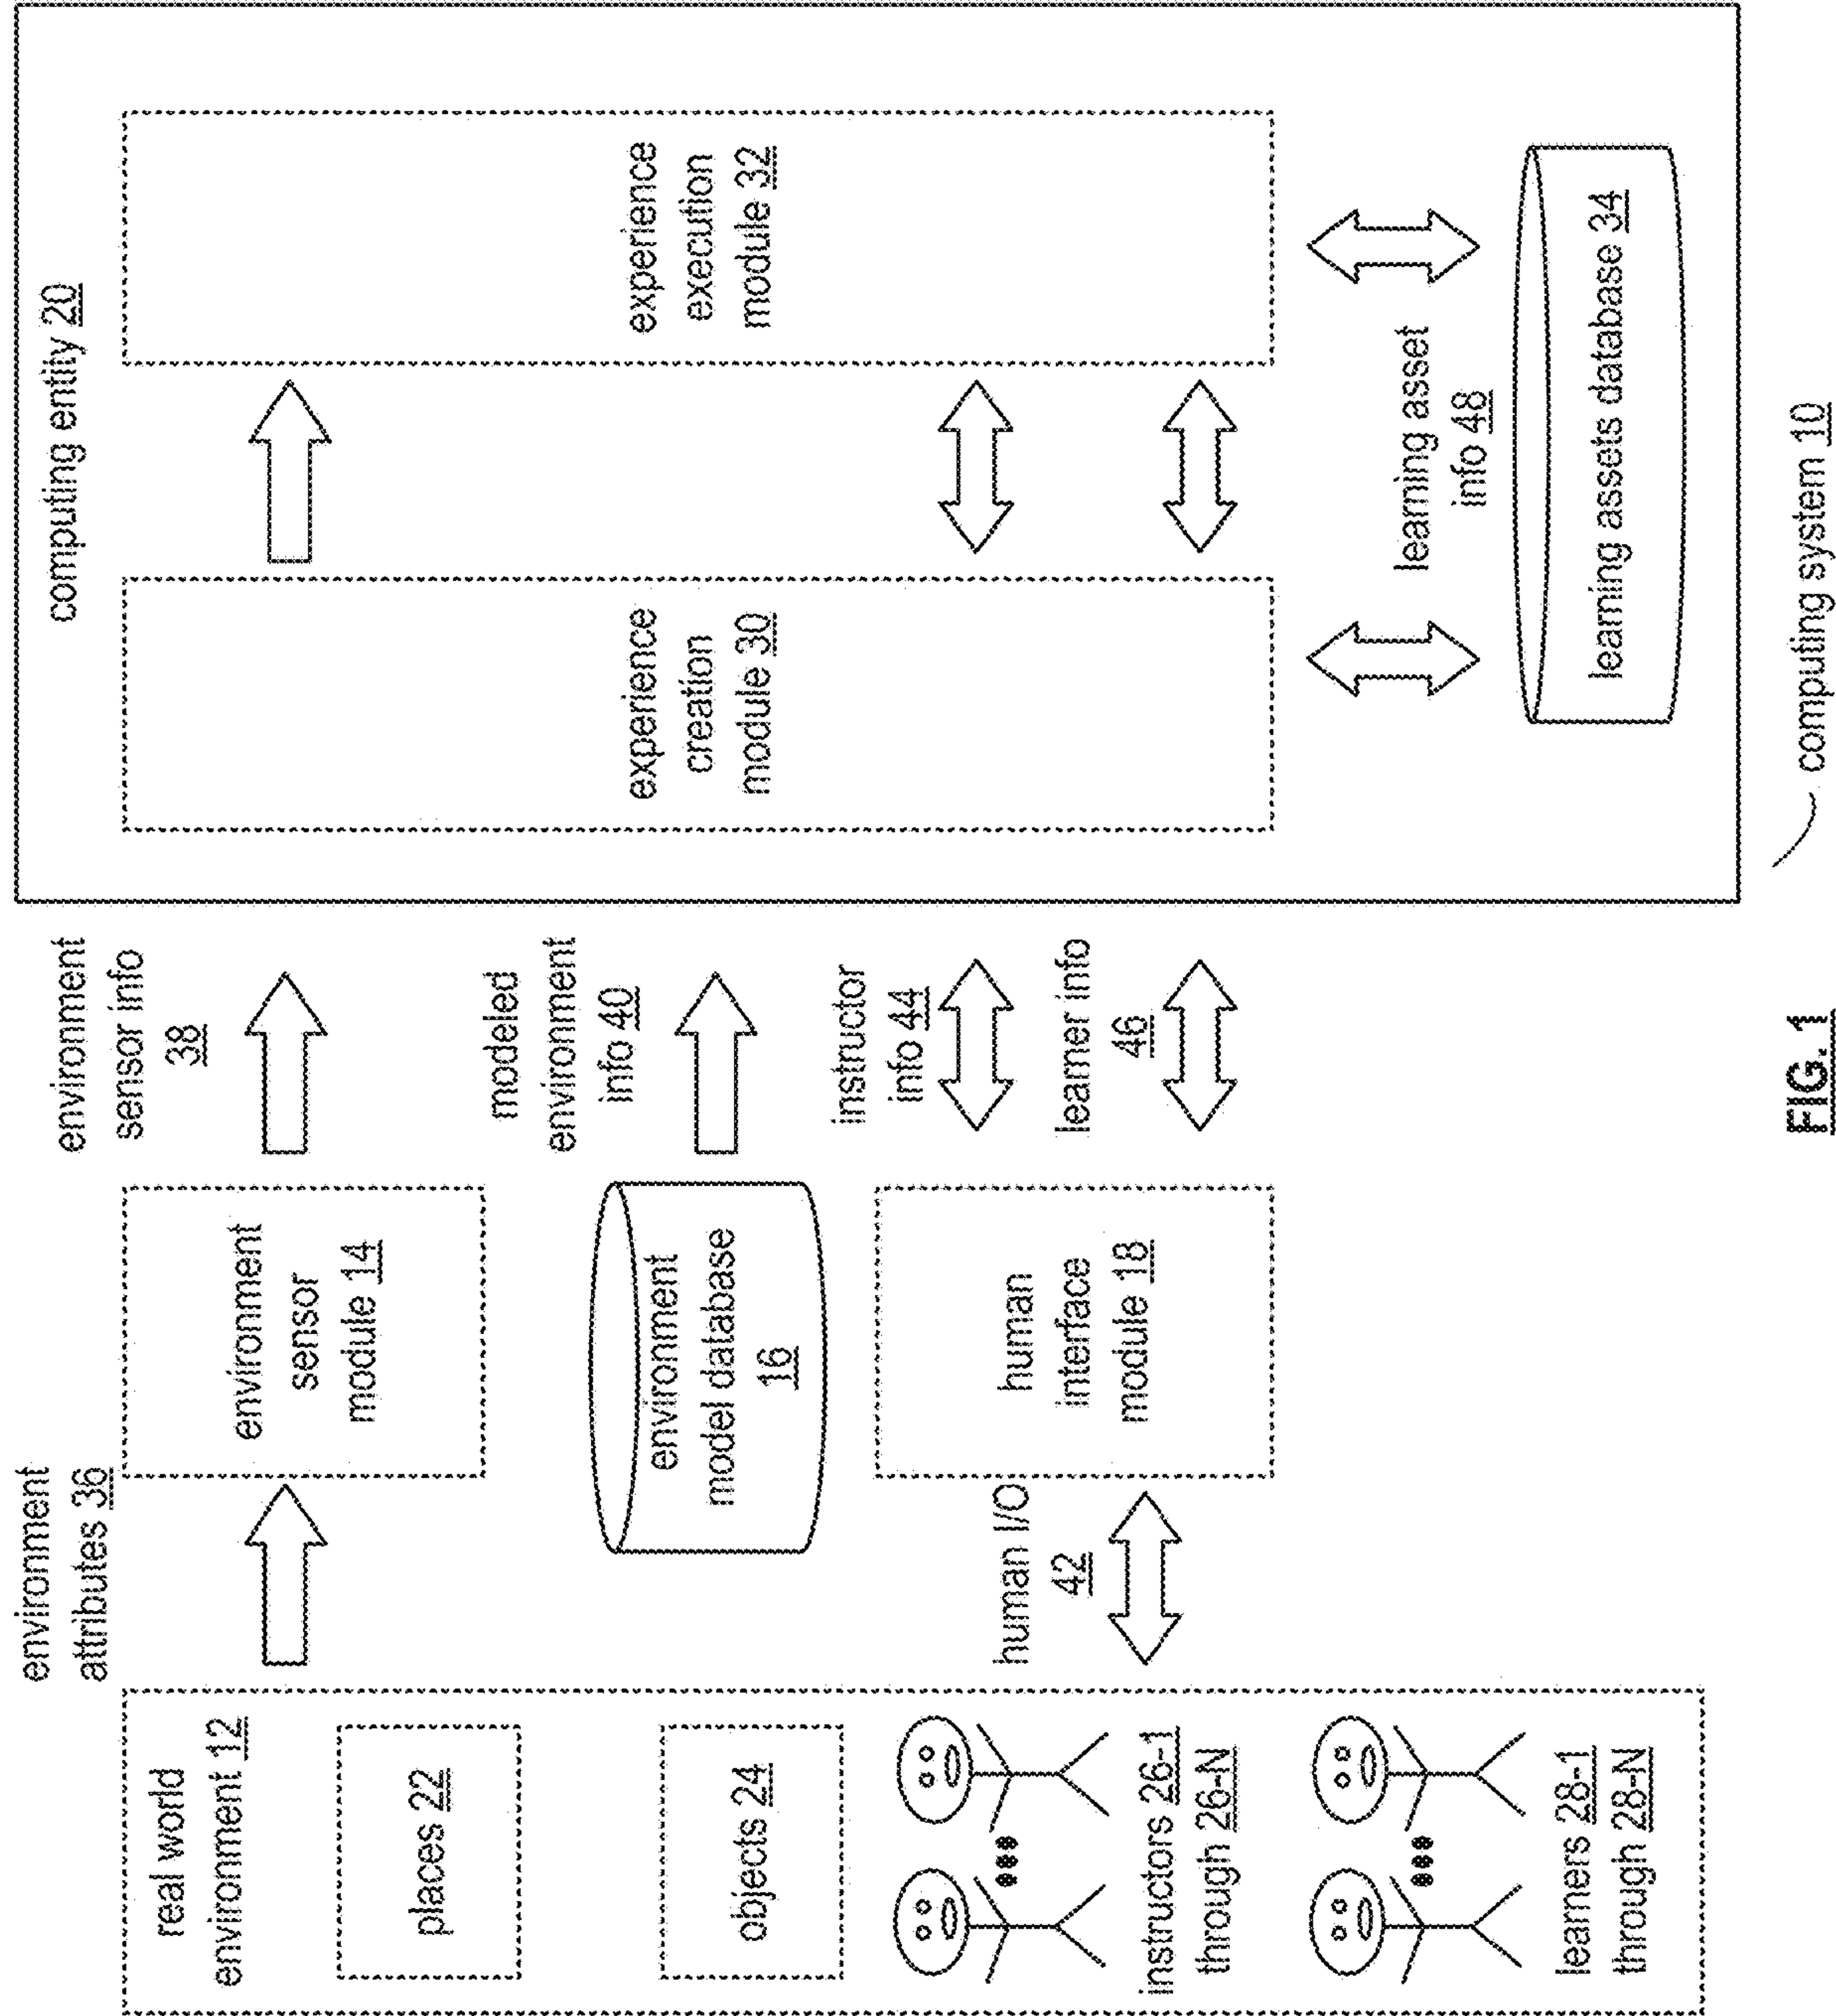 environment
attributes 36
real world
environment 12
places 22
objects 24
instructors 26-1
through 26-N
learners 28-1
through 28-N
environment
sensor
module 14
environment
model database
16
human I/O
42
human
interface
module 18
environment
sensor info
38
modeled
environment
info 40
instructor
info 44
learner info
46
computing entity 20
experience
creation
module 30
experience
execution
module 32
learning asset
info 48
learning assets database 34
computing system 10
FIG. 1